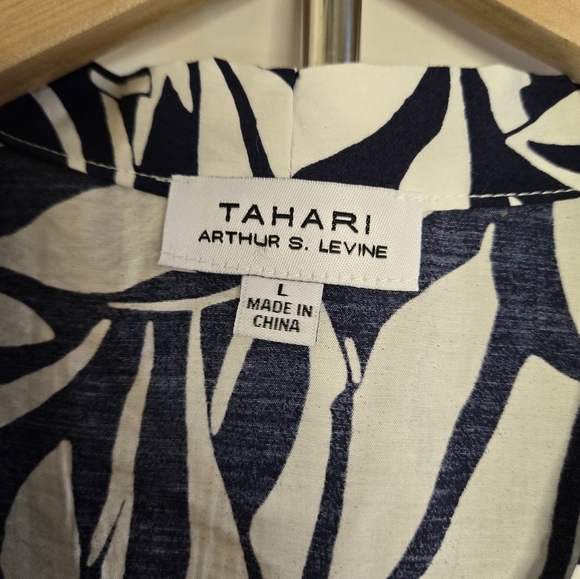 TAHARI
ARTHUR S. LEVINE
L
MADE IN
CHINA